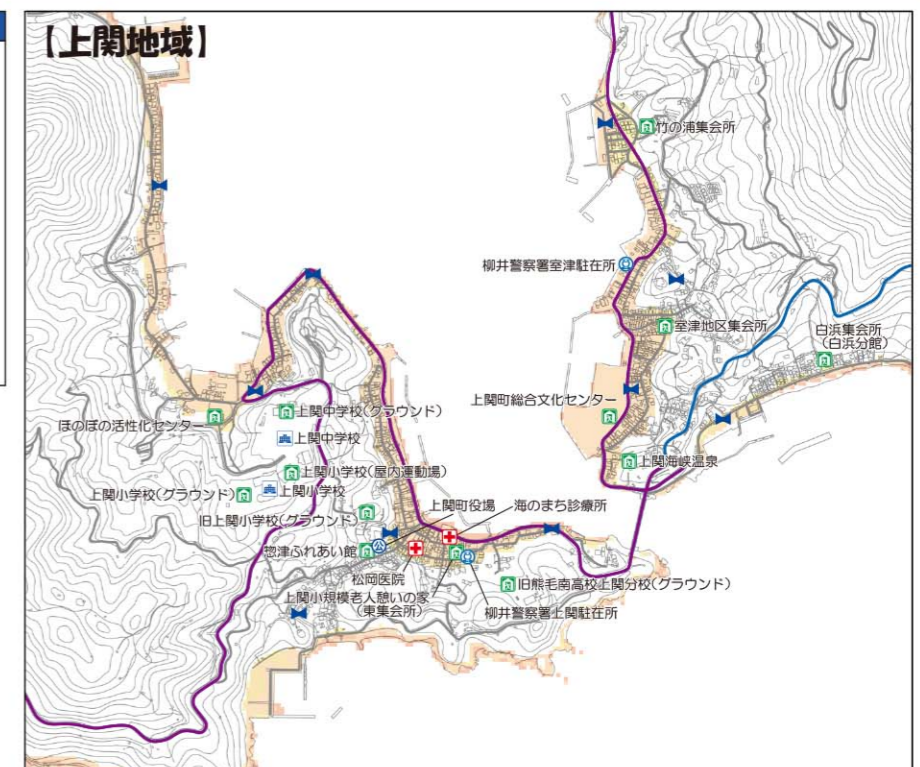 【上関地域】
竹の浦集会所
柳井警察署室津駐在所
室津地区集会所
白浜集会所
(白浜分館)
上関町総合文化センター
上関海峡温泉
ほのぼの活性化センター
上関中学校(グラウンド)
上関中学校
上関小学校(屋内運動場)
上関小学校(グラウンド)
上関小学校
旧上関小学校(グラウンド)
上関町役場
海のまち診療所
惣津ふれあい館
松岡医院
上関小規模老人憩いの家
(東集会所)
旧熊毛南高校上関分校(グラウンド)
柳井警察署上関駐在所